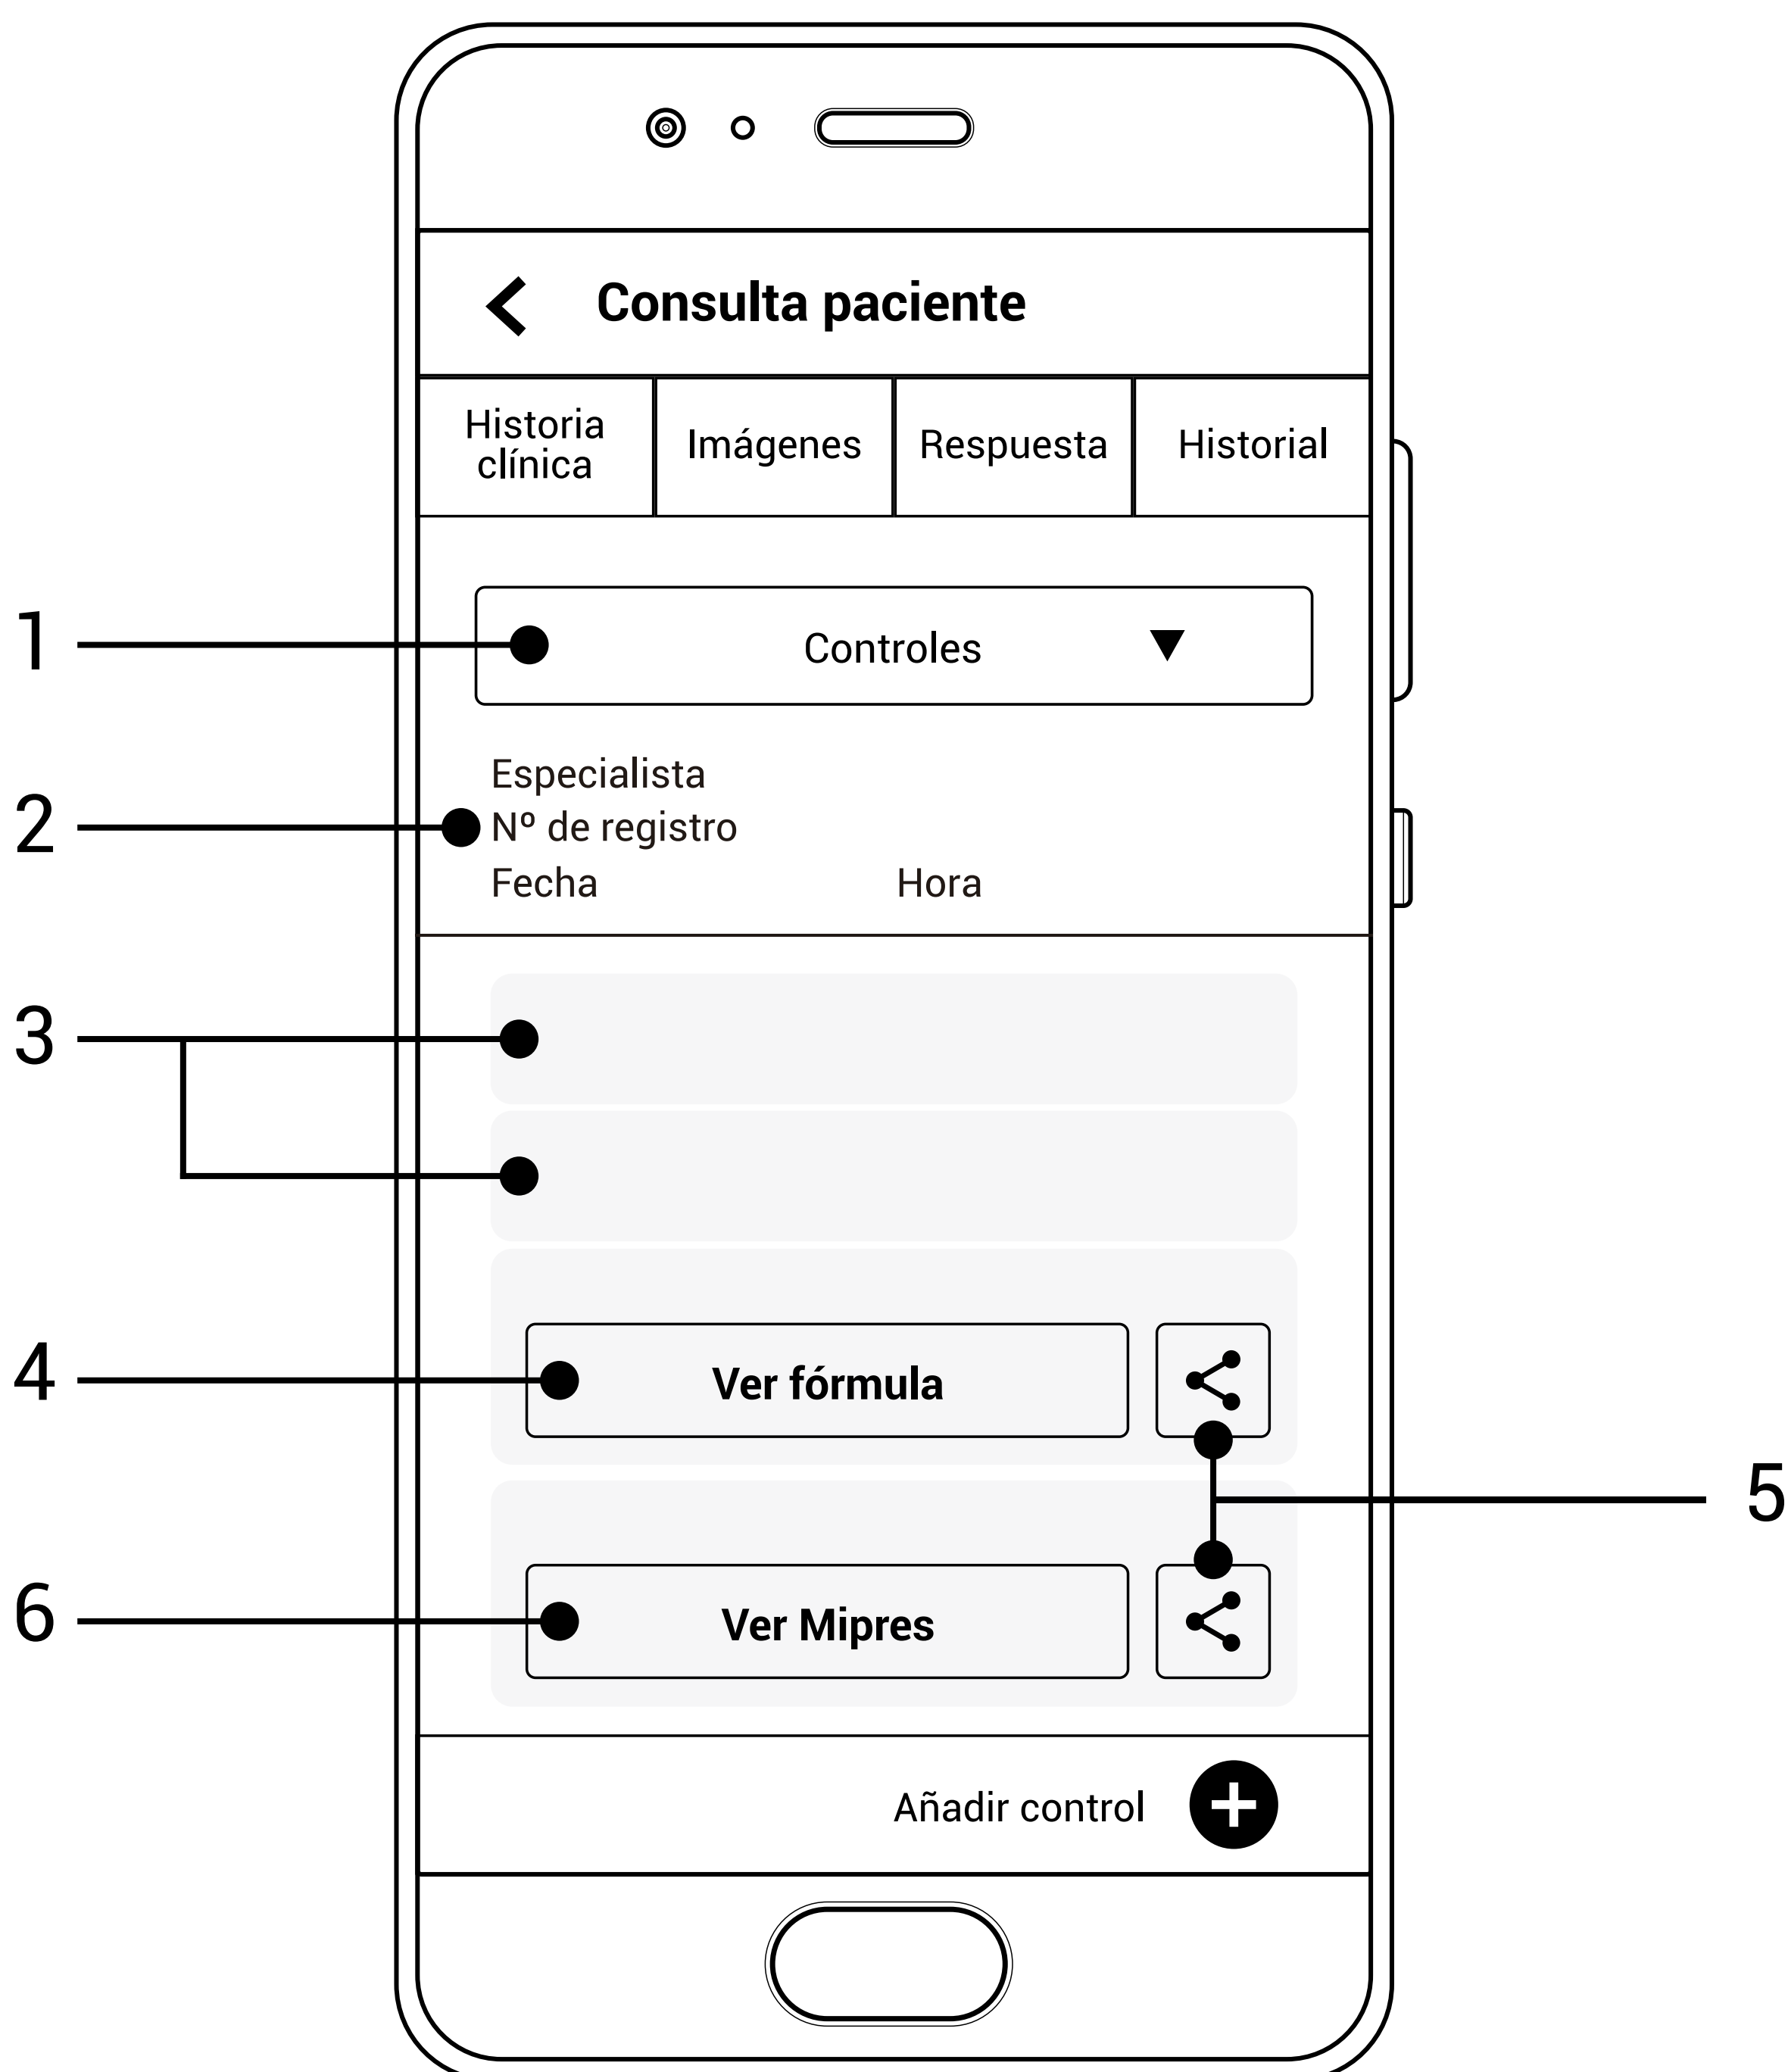 Consulta paciente
Historia
clínica
Imágenes
Respuesta
Historial
1
Controles
2
Especialista
Nº de registro
Fecha
Hora
3
4
Ver fórmula
5
6
Ver Mipres
Añadir control